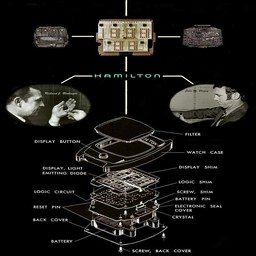 HAMILTON
DISPLAY BUTTON
FILTER
WATCH CASE
DISPLAY, LIGHT
EMITTING DIODE
DISPLAY SHIM
LOGIC CIRCUIT
LOGIC SHIM
SCREW, SHIM
RESET PIN
BATTERY PIN
ELECTRONIC SEAL
COVER
BACK COVER
CRYSTAL
BATTERY
SCREW, BACK COVER